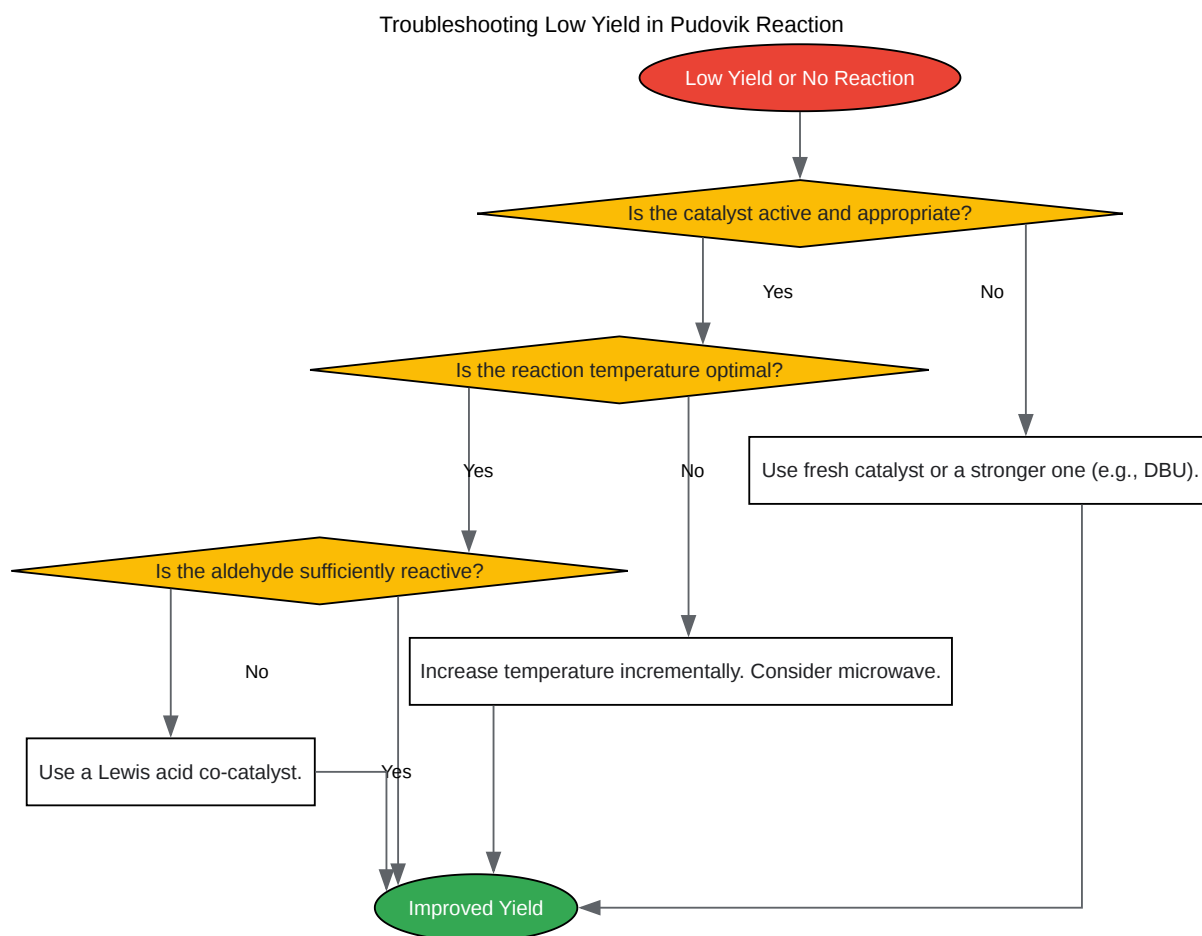 Troubleshooting Low Yield in Pudovik Reaction
Low Yield or No Reaction
Is the catalyst active and appropriate?
Yes
No
Is the reaction temperature optimal?
Yes
No
Use fresh catalyst or a stronger one (e.g., DBU).
Is the aldehyde sufficiently reactive?
No
Increase temperature incrementally. Consider microwave.
Use a Lewis acid co-catalyst.
Yes
Improved Yield